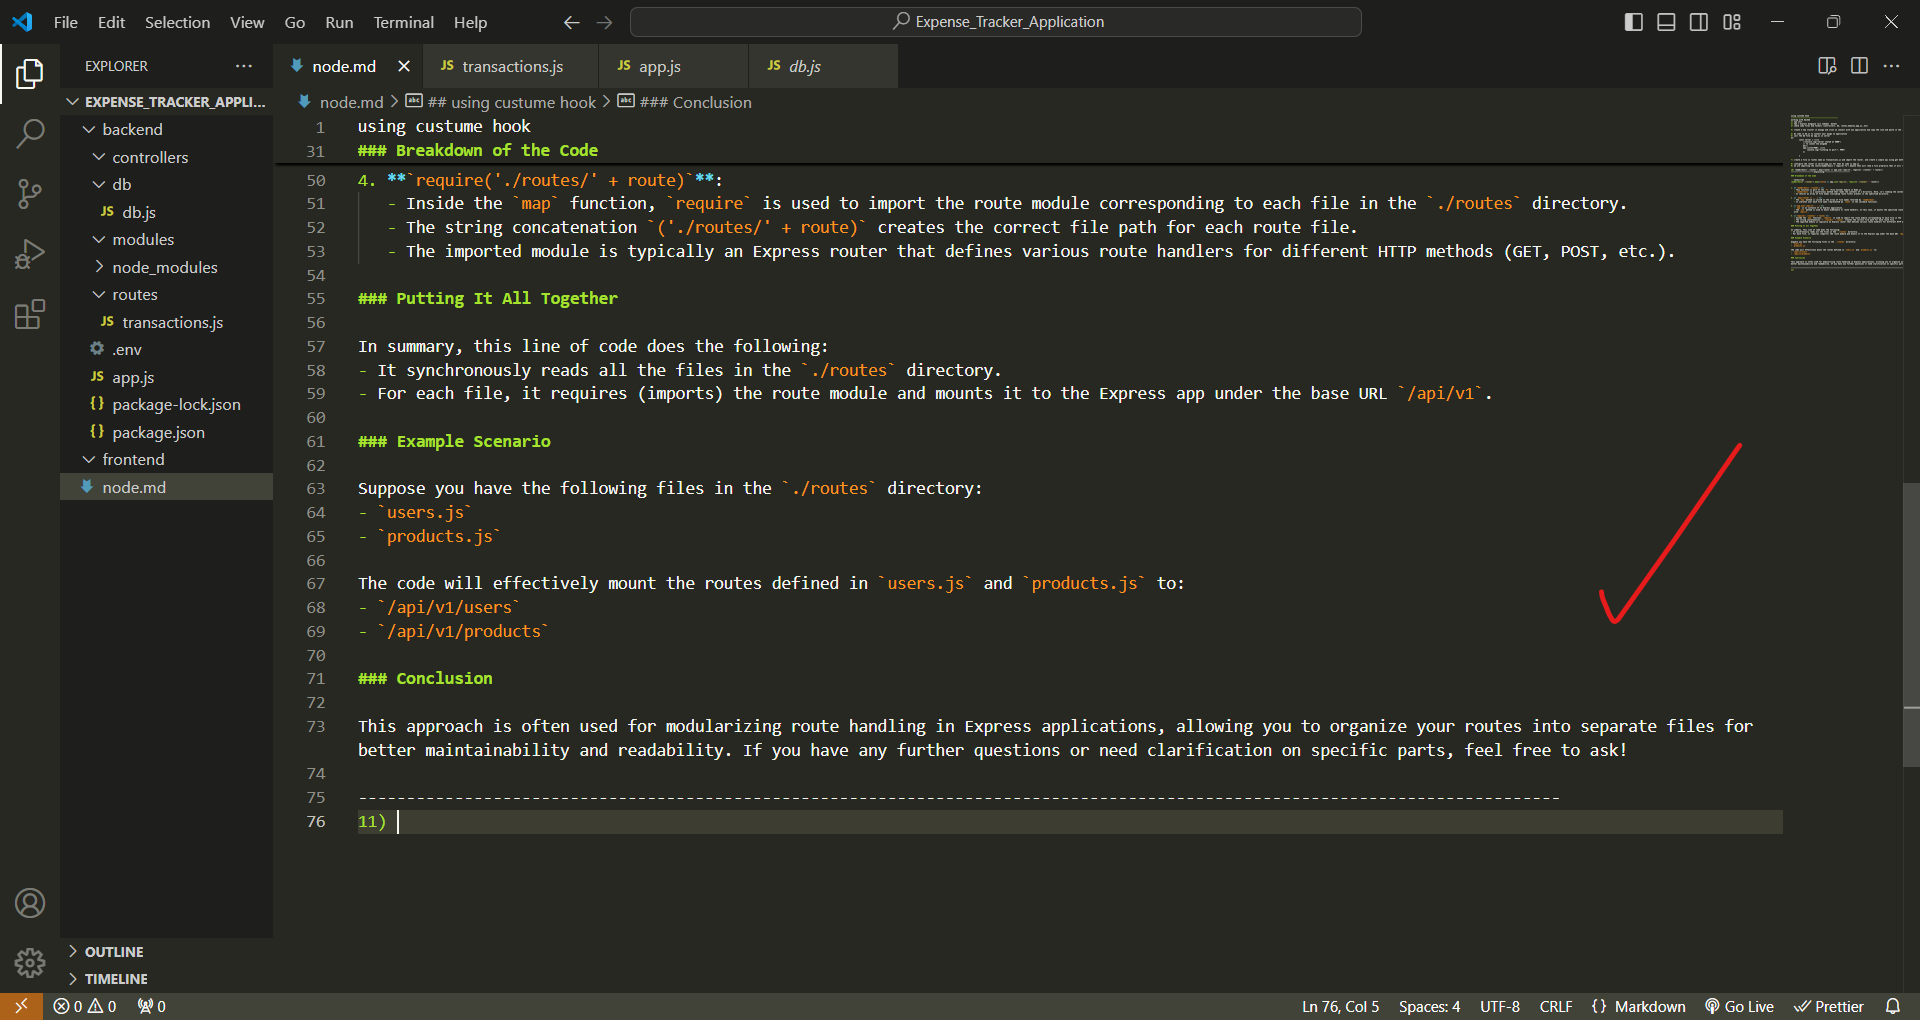 File Edit Selection View Go Run Terminal Help
Expense_Tracker_Application
EXPLORER
node.md
JS transactions.js
JS app.js
JS db.js
EXPENSE_TRACKER_APPLI...
backend
controllers
db
JS db.js
modules
node_modules
routes
JS transactions.js
.env
JS app.js
{} package-lock.json
{} package.json
frontend
node.md
OUTLINE
TIMELINE
node.md > ## using custume hook > ### Conclusion
1 using custume hook
31 ### Breakdown of the Code
50 4. **`require('./routes/' + route)`**:
51 - Inside the `map` function, `require` is used to import the route module corresponding to each file in the `./routes` directory.
52 - The string concatenation `('./routes/' + route)` creates the correct file path for each route file.
53 - The imported module is typically an Express router that defines various route handlers for different HTTP methods (GET, POST, etc.).
54
55 ### Putting It All Together
56
57 In summary, this line of code does the following:
58 - It synchronously reads all the files in the `./routes` directory.
59 - For each file, it requires (imports) the route module and mounts it to the Express app under the base URL `/api/v1`.
60
61 ### Example Scenario
62
63 Suppose you have the following files in the `./routes` directory:
64 - `users.js`
65 - `products.js`
66
67 The code will effectively mount the routes defined in `users.js` and `products.js` to:
68 - `/api/v1/users`
69 - `/api/v1/products`
70
71 ### Conclusion
72
73 This approach is often used for modularizing route handling in Express applications, allowing you to organize your routes into separate files for
better maintainability and readability. If you have any further questions or need clarification on specific parts, feel free to ask!
74
75 -----------------------------------------------------------------------------------------------------------------------------
76 11)
0 0 0
Ln 76, Col 5 Spaces: 4 UTF-8 CRLF {} Markdown Go Live Prettier